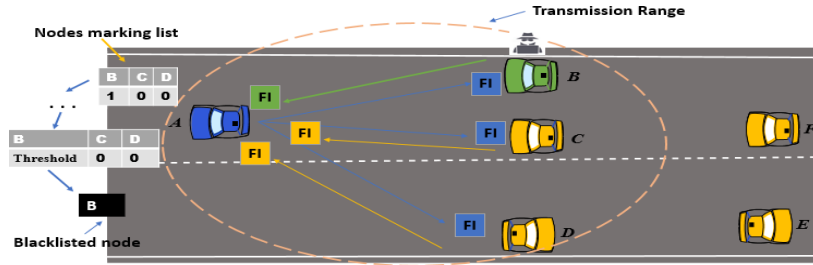 Transmission Range
Nodes marking list
B C D
1 0 0
. . .
B C D
Threshold 0 0
B
Blacklisted node
A
FI
FI
FI
FI
FI
FI
B
C
D
E